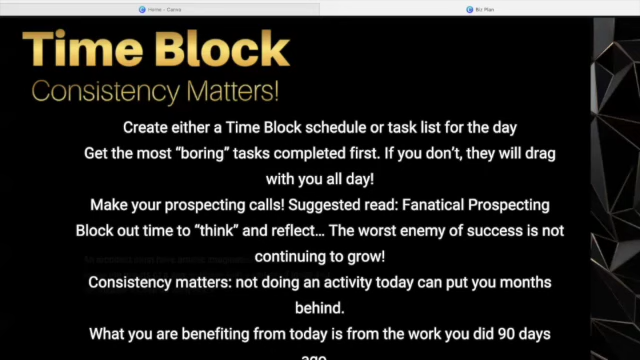 Home - Canva
Biz Plan
Time Block
Consistency Matters!
Create either a Time Block schedule or task list for the day
Get the most “boring” tasks completed first. If you don’t, they will drag
with you all day!
Make your prospecting calls! Suggested read: Fanatical Prospecting
Block out time to “think” and reflect... The worst enemy of success is not
continuing to grow!
Consistency matters: not doing an activity today can put you months
behind.
What you are benefiting from today is from the work you did 90 days
ago